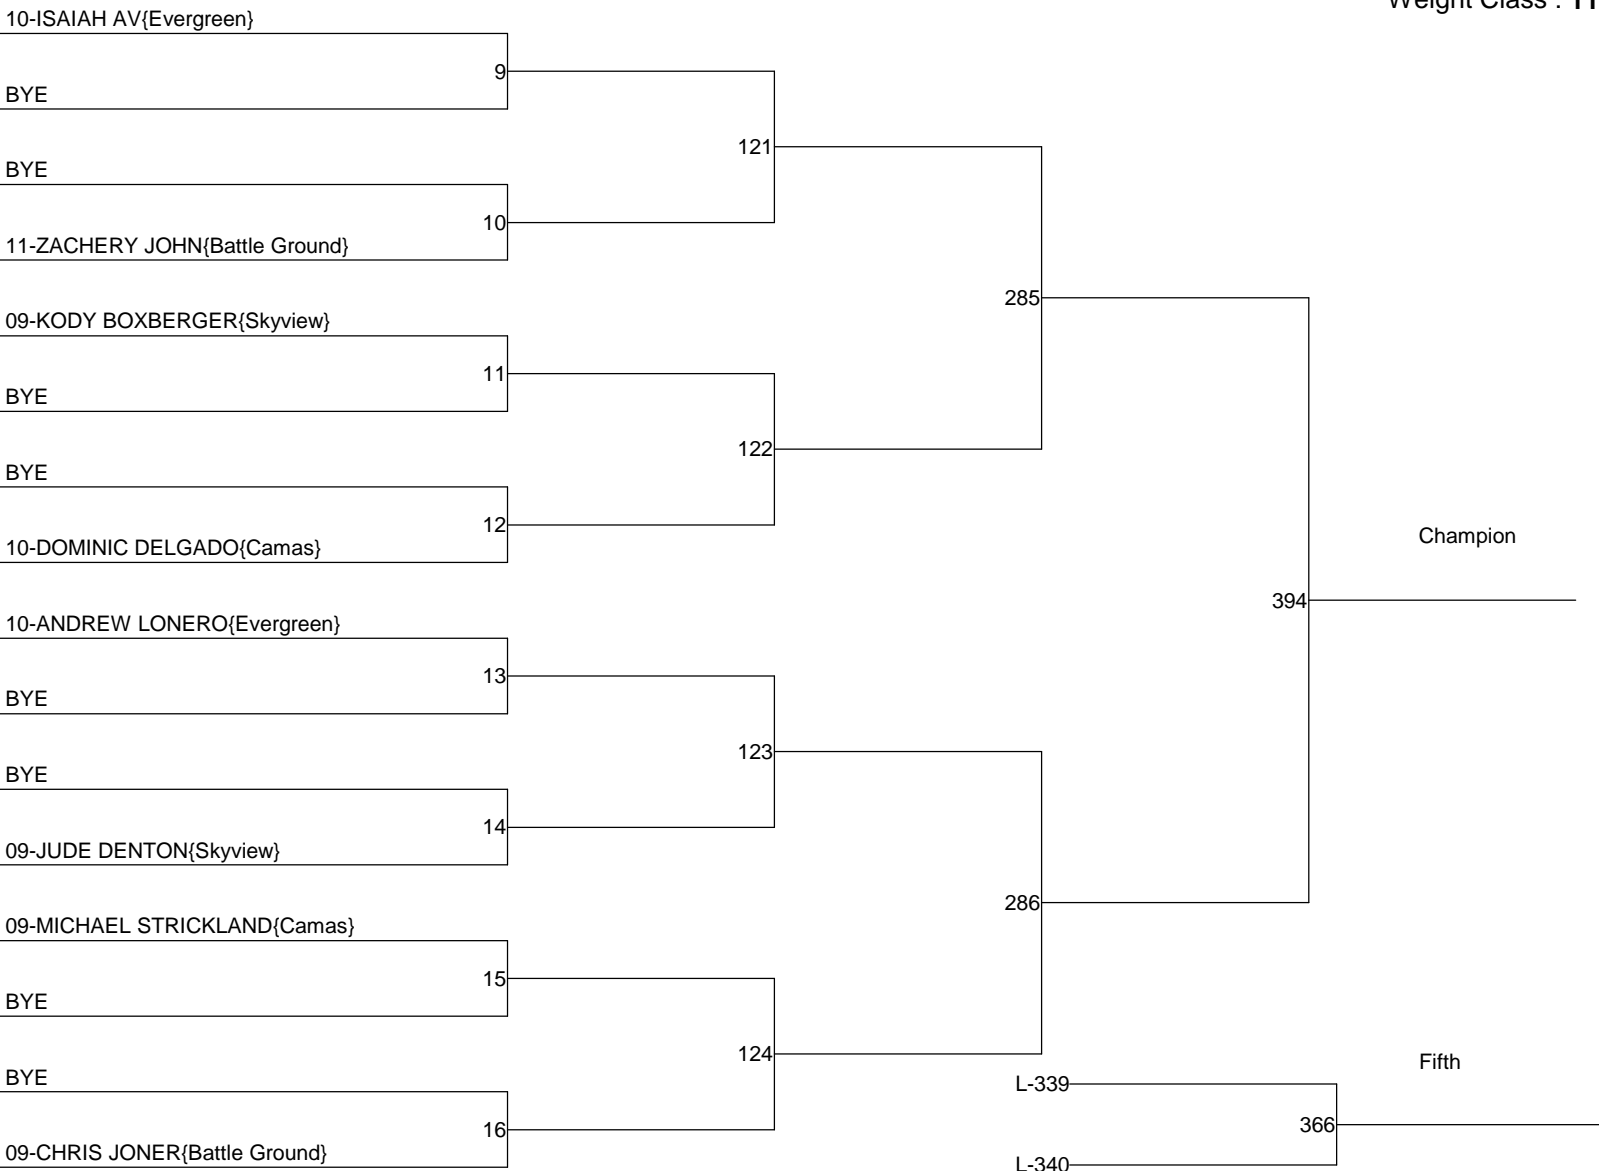 Weight Class : 11
10-ISAIAH AV{Evergreen}
9
BYE
121
BYE
10
11-ZACHERY JOHN{Battle Ground}
285
09-KODY BOXBERGER{Skyview}
11
BYE
122
BYE
12
10-DOMINIC DELGADO{Camas}
Champion
394
10-ANDREW LONERO{Evergreen}
13
BYE
123
BYE
14
09-JUDE DENTON{Skyview}
286
09-MICHAEL STRICKLAND{Camas}
15
BYE
124
BYE
16
09-CHRIS JONER{Battle Ground}
Fifth
L-339
366
L-340